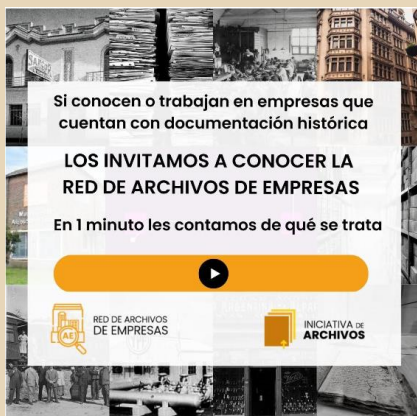 Si conocen o trabajan en empresas que
cuentan con documentación histórica
LOS INVITAMOS A CONOCER LA
RED DE ARCHIVOS DE EMPRESAS
En 1 minuto les contamos de qué se trata
AE
RED DE ARCHIVOS
DE EMPRESAS
INICIATIVA DE
ARCHIVOS